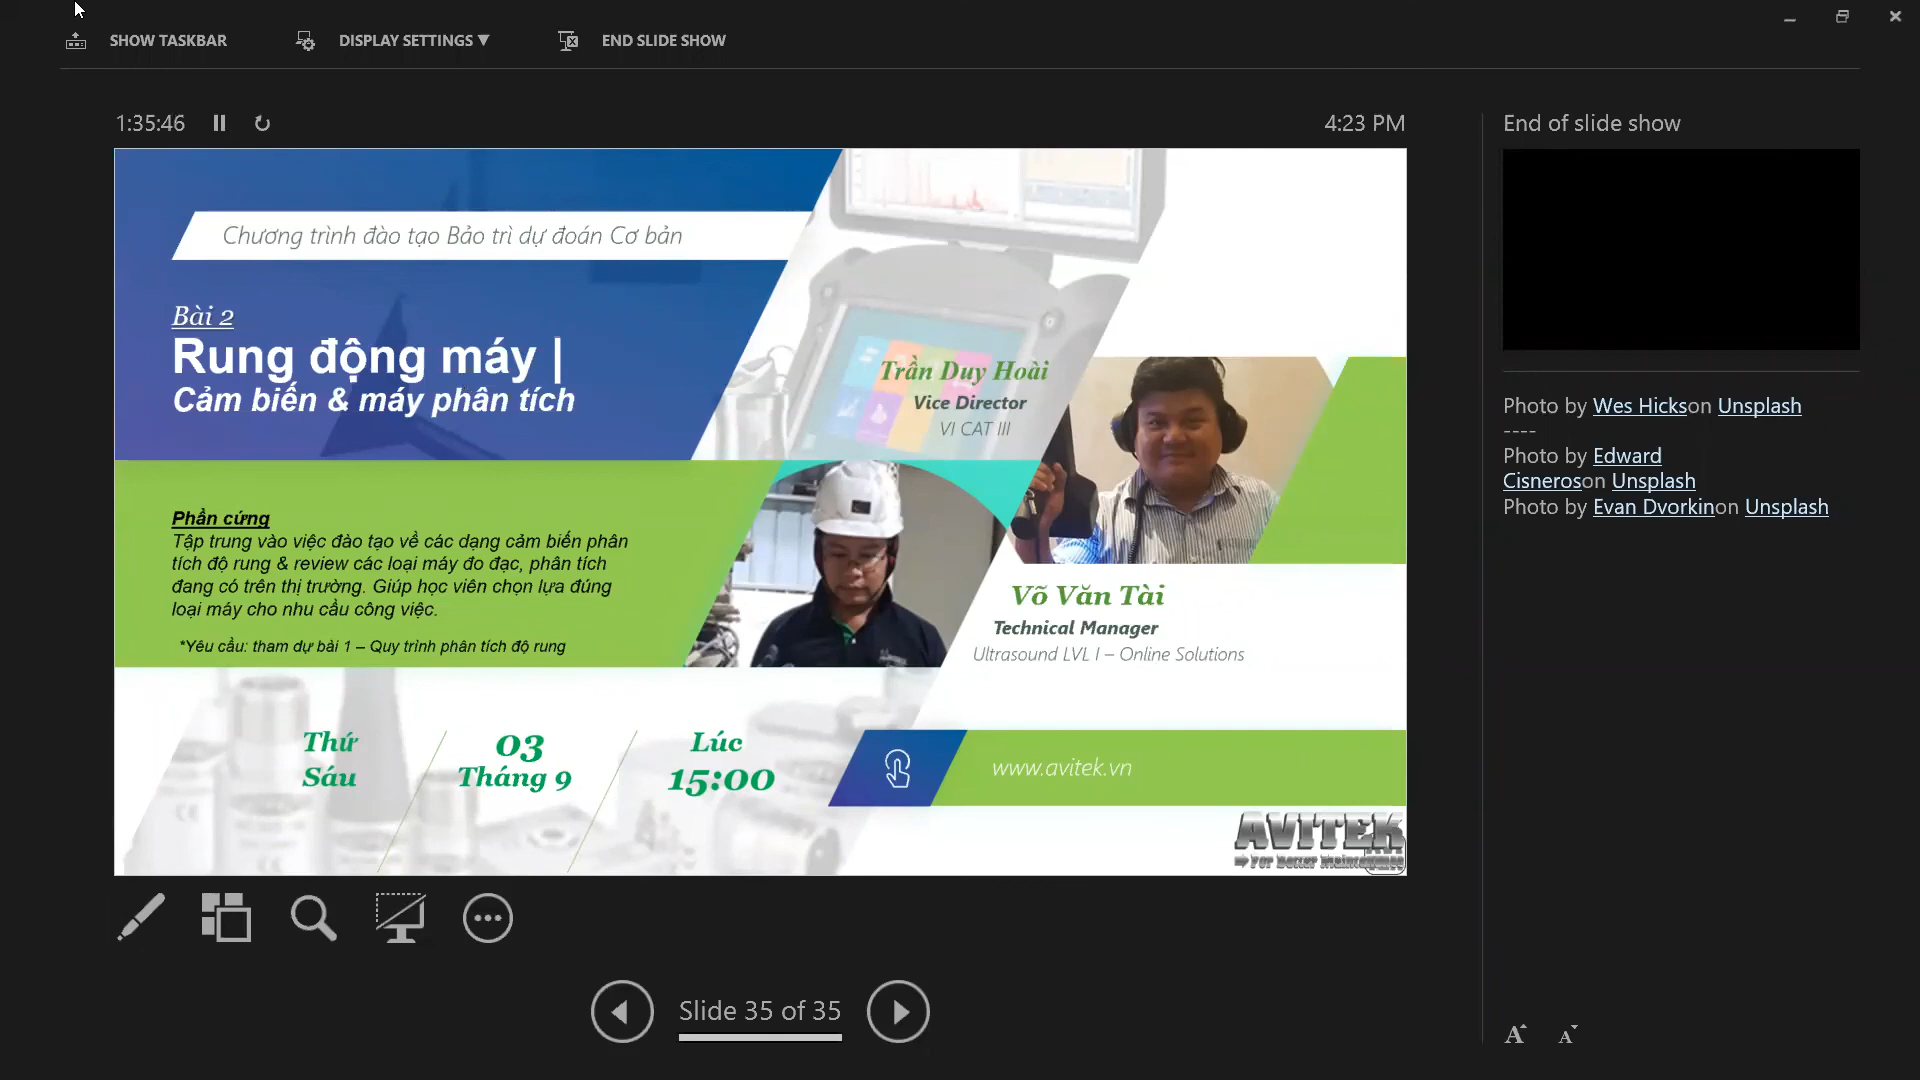 SHOW TASKBAR
DISPLAY SETTINGS ▼
END SLIDE SHOW
1:35:46
4:23 PM
End of slide show
Chương trình đào tạo Bảo trì dự đoán Cơ bản
Bài 2
Rung động máy |
Cảm biến & máy phân tích
Trần Duy Hoài
Vice Director
VI CAT III
Phần cứng
Tập trung vào việc đào tạo về các dạng cảm biến phân
tích độ rung & review các loại máy đo đạc, phân tích
đang có trên thị trường. Giúp học viên chọn lựa đúng
loại máy cho nhu cầu công việc.
*Yêu cầu: tham dự bài 1 – Quy trình phân tích độ rung
Võ Văn Tài
Technical Manager
Ultrasound LVL I – Online Solutions
Thứ
Sáu
03
Tháng 9
Lúc
15:00
www.avitek.vn
AVITEK
For Better Maintenance
Photo by Wes Hickson Unsplash
----
Photo by Edward
Cisneroson Unsplash
Photo by Evan Dvorkinon Unsplash
Slide 35 of 35
A
A